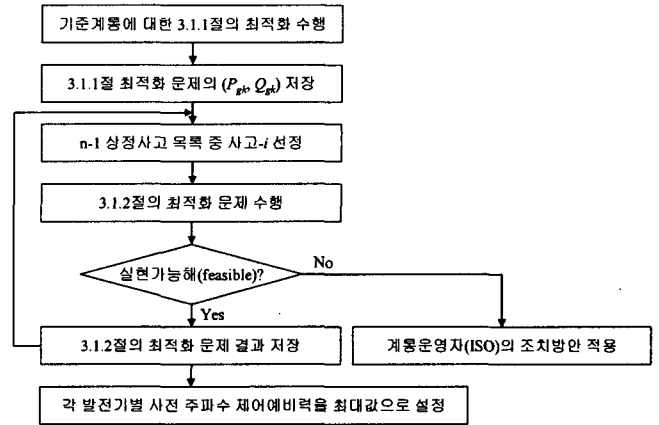 기준계통에 대한 3.1.1절의 최적화 수행
3.1.1절 최적화 문제의 (Pgk, Qgk) 저장
n-1 상정사고 목록 중 사고-i 선정
3.1.2절의 최적화 문제 수행
실현가능해(feasible)?
No
Yes
3.1.2절의 최적화 문제 결과 저장
계통운영자(ISO)의 조치방안 적용
각 발전기별 사전 주파수 제어예비력을 최대값으로 설정